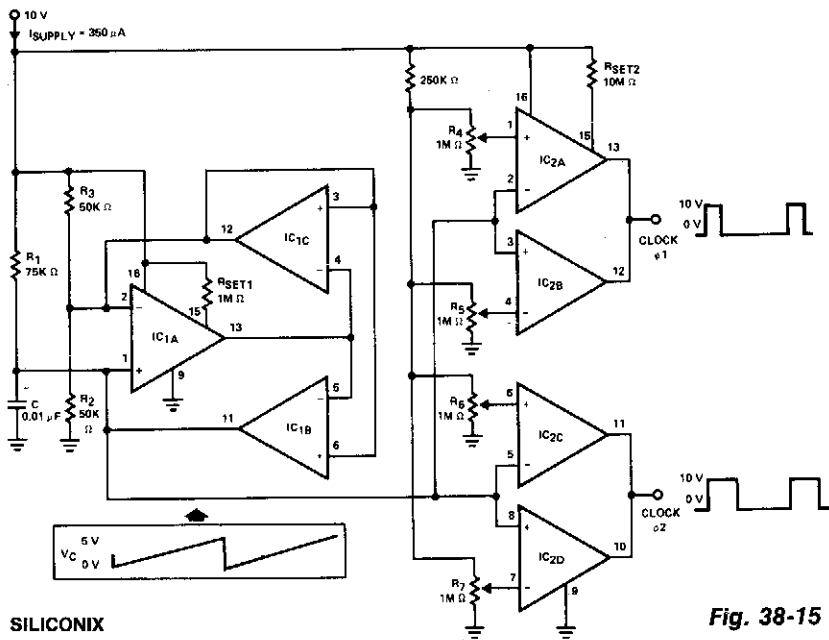 10 V
I SUPPLY = 350 μA
250K Ω
RSET2
10M Ω
16
15
R4
1M Ω
1
+
IC2A
13
2
−
R3
50K Ω
12
3
+
IC1C
4
−
R1
75K Ω
16
RSET1
1M Ω
15
2
−
IC1A
13
1
+
9
3
+
IC2B
12
R5
1M Ω
4
−
10 V
0 V
CLOCK
φ1
C
0.01 μF
R2
50K
Ω
11
5
−
IC1B
6
+
R6
1M Ω
6
+
IC2C
11
5
−
10 V
0 V
CLOCK
φ2
8
+
IC2D
10
R7
1M Ω
7
−
9
VC
5 V
0 V
SILICONIX
Fig. 38-15